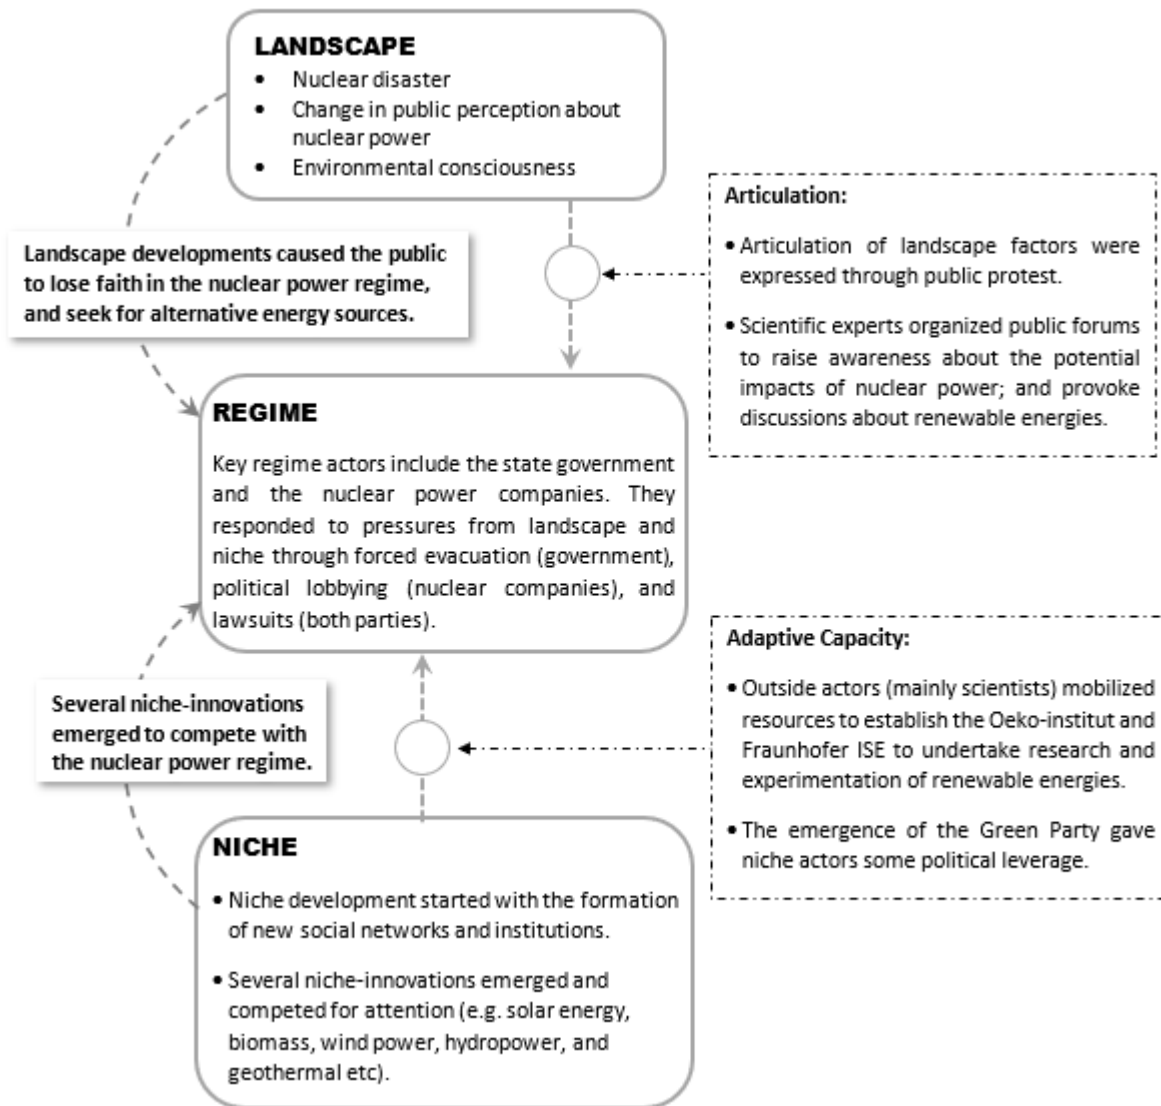 LANDSCAPE
• Nuclear disaster
• Change in public perception about
nuclear power
• Environmental consciousness
Landscape developments caused the public
to lose faith in the nuclear power regime,
and seek for alternative energy sources.
Articulation:
• Articulation of landscape factors were
expressed through public protest.
• Scientific experts organized public forums
to raise awareness about the potential
impacts of nuclear power; and provoke
discussions about renewable energies.
REGIME
Key regime actors include the state government
and the nuclear power companies. They
responded to pressures from landscape and
niche through forced evacuation (government),
political lobbying (nuclear companies), and
lawsuits (both parties).
Several niche-innovations
emerged to compete with
the nuclear power regime.
Adaptive Capacity:
• Outside actors (mainly scientists) mobilized
resources to establish the Oeko-institut and
Fraunhofer ISE to undertake research and
experimentation of renewable energies.
• The emergence of the Green Party gave
niche actors some political leverage.
NICHE
• Niche development started with the formation
of new social networks and institutions.
• Several niche-innovations emerged and
competed for attention (e.g. solar energy,
biomass, wind power, hydropower, and
geothermal etc).